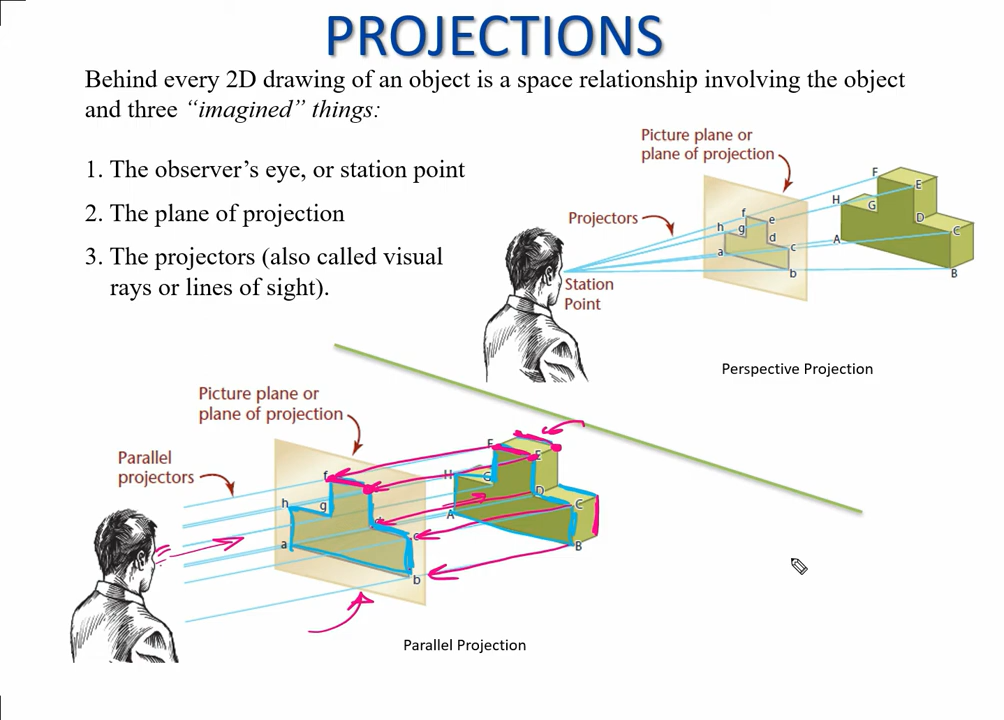 PROJECTIONS
Behind every 2D drawing of an object is a space relationship involving the object
and three “imagined” things:
1. The observer’s eye, or station point
2. The plane of projection
3. The projectors (also called visual
rays or lines of sight).
Picture plane or
plane of projection
Projectors
Station
Point
f
e
h
g
d
c
a
b
F
E
H
G
D
C
A
B
Perspective Projection
Picture plane or
plane of projection
Parallel
projectors
f
h
g
d
c
a
b
F
E
H
G
D
C
A
B
Parallel Projection